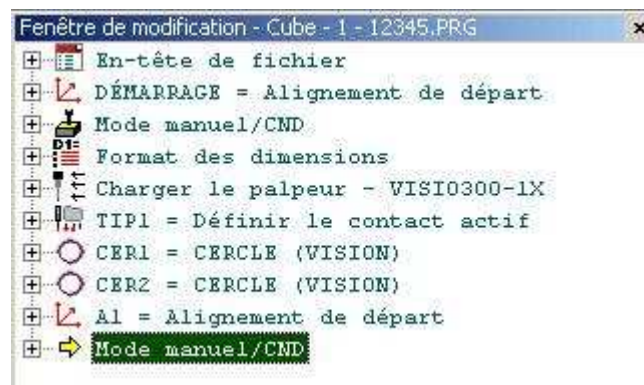 Fenêtre de modification - Cube - 1 - 12345.PRG
En-tête de fichier
DÉMARRAGE = Alignement de départ
Mode manuel/CND
D1=
Format des dimensions
Charger le palpeur - VISIO300-1X
TIP1 = Définir le contact actif
CER1 = CERCLE (VISION)
CER2 = CERCLE (VISION)
A1 = Alignement de départ
Mode manuel/CND